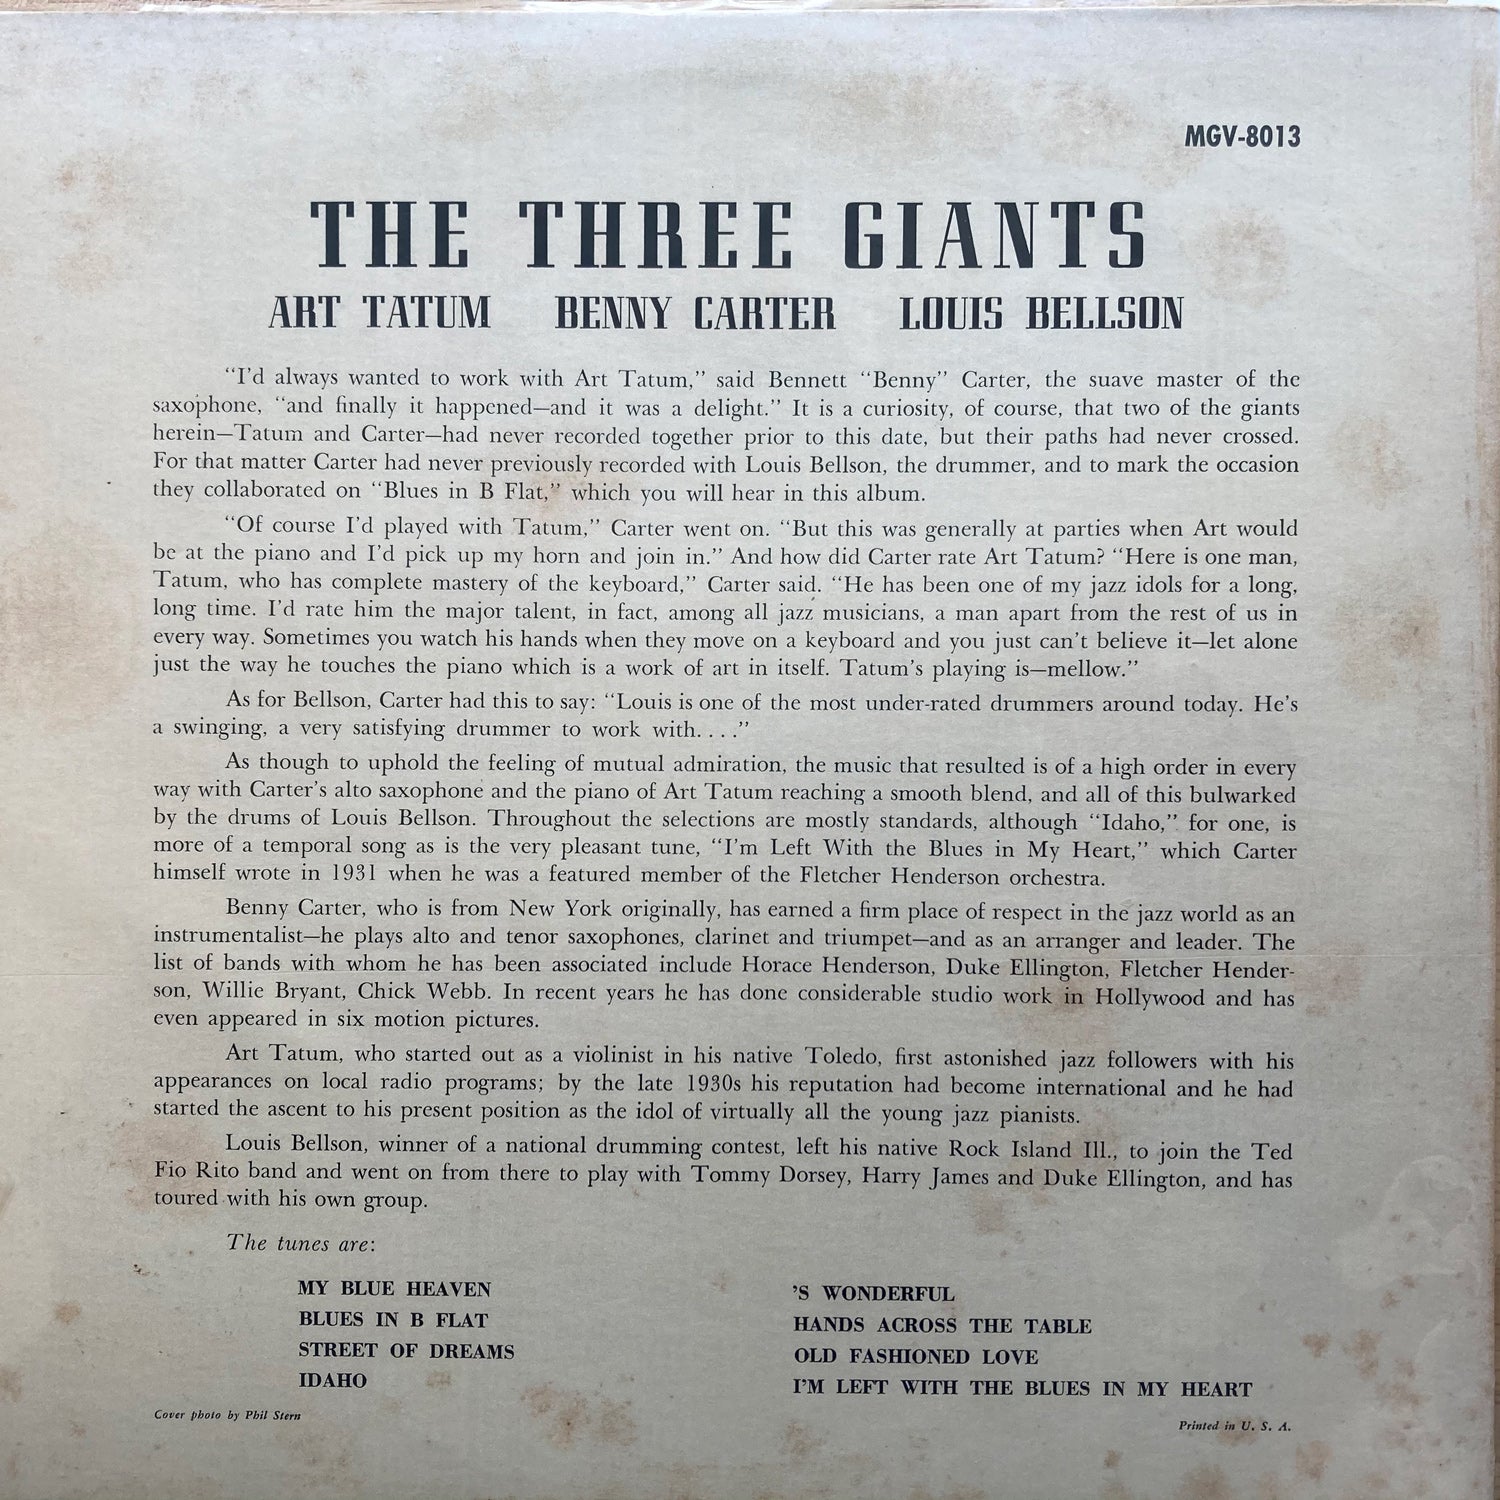 MGV-8013
THE THREE GIANTS
ART TATUM BENNY CARTER LOUIS BELLSON
“I’d always wanted to work with Art Tatum,” said Bennett “Benny” Carter, the suave master of the
saxophone, “and finally it happened—and it was a delight.” It is a curiosity, of course, that two of the giants
herein—Tatum and Carter—had never recorded together prior to this date, but their paths had never crossed.
For that matter Carter had never previously recorded with Louis Bellson, the drummer, and to mark the occasion
they collaborated on “Blues in B Flat,” which you will hear in this album.
“Of course I’d played with Tatum,” Carter went on. “But this was generally at parties when Art would
be at the piano and I’d pick up my horn and join in.” And how did Carter rate Art Tatum? “Here is one man,
Tatum, who has complete mastery of the keyboard,” Carter said. “He has been one of my jazz idols for a long,
long time. I’d rate him the major talent, in fact, among all jazz musicians, a man apart from the rest of us in
every way. Sometimes you watch his hands when they move on a keyboard and you just can’t believe it—let alone
just the way he touches the piano which is a work of art in itself. Tatum’s playing is—mellow.”
As for Bellson, Carter had this to say: “Louis is one of the most under-rated drummers around today. He’s
a swinging, a very satisfying drummer to work with. . . .”
As though to uphold the feeling of mutual admiration, the music that resulted is of a high order in every
way with Carter’s alto saxophone and the piano of Art Tatum reaching a smooth blend, and all of this bulwarked
by the drums of Louis Bellson. Throughout the selections are mostly standards, although “Idaho,” for one, is
more of a temporal song as is the very pleasant tune, “I’m Left With the Blues in My Heart,” which Carter
himself wrote in 1931 when he was a featured member of the Fletcher Henderson orchestra.
Benny Carter, who is from New York originally, has earned a firm place of respect in the jazz world as an
instrumentalist—he plays alto and tenor saxophones, clarinet and triumpet—and as an arranger and leader. The
list of bands with whom he has been associated include Horace Henderson, Duke Ellington, Fletcher Hender-
son, Willie Bryant, Chick Webb. In recent years he has done considerable studio work in Hollywood and has
even appeared in six motion pictures.
Art Tatum, who started out as a violinist in his native Toledo, first astonished jazz followers with his
appearances on local radio programs; by the late 1930s his reputation had become international and he had
started the ascent to his present position as the idol of virtually all the young jazz pianists.
Louis Bellson, winner of a national drumming contest, left his native Rock Island Ill., to join the Ted
Fio Rito band and went on from there to play with Tommy Dorsey, Harry James and Duke Ellington, and has
toured with his own group.
The tunes are:
MY BLUE HEAVEN
BLUES IN B FLAT
STREET OF DREAMS
IDAHO
’S WONDERFUL
HANDS ACROSS THE TABLE
OLD FASHIONED LOVE
I’M LEFT WITH THE BLUES IN MY HEART
Cover photo by Phil Stern
Printed in U. S. A.